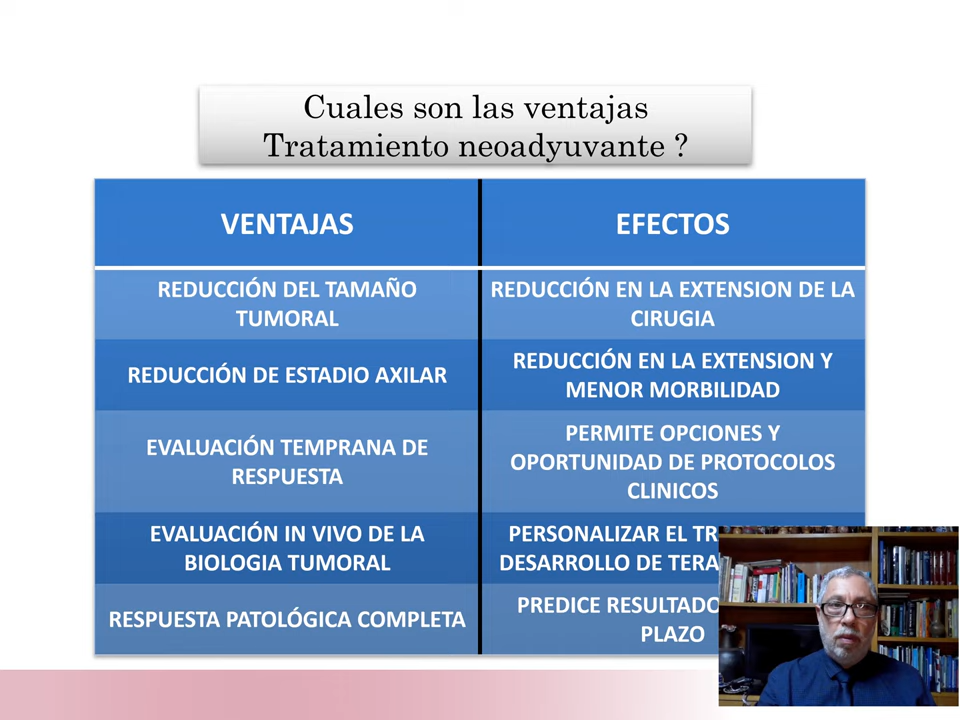 Cuales son las ventajas
Tratamiento neoadyuvante ?
VENTAJAS
EFECTOS
REDUCCIÓN DEL TAMAÑO
TUMORAL
REDUCCIÓN EN LA EXTENSION DE LA
CIRUGIA
REDUCCIÓN DE ESTADIO AXILAR
REDUCCIÓN EN LA EXTENSION Y
MENOR MORBILIDAD
EVALUACIÓN TEMPRANA DE
RESPUESTA
PERMITE OPCIONES Y
OPORTUNIDAD DE PROTOCOLOS
CLINICOS
EVALUACIÓN IN VIVO DE LA
BIOLOGIA TUMORAL
PERSONALIZAR EL
DESARROLLO DE
RESPUESTA PATOLÓGICA COMPLETA
PREDICE
PLAZO